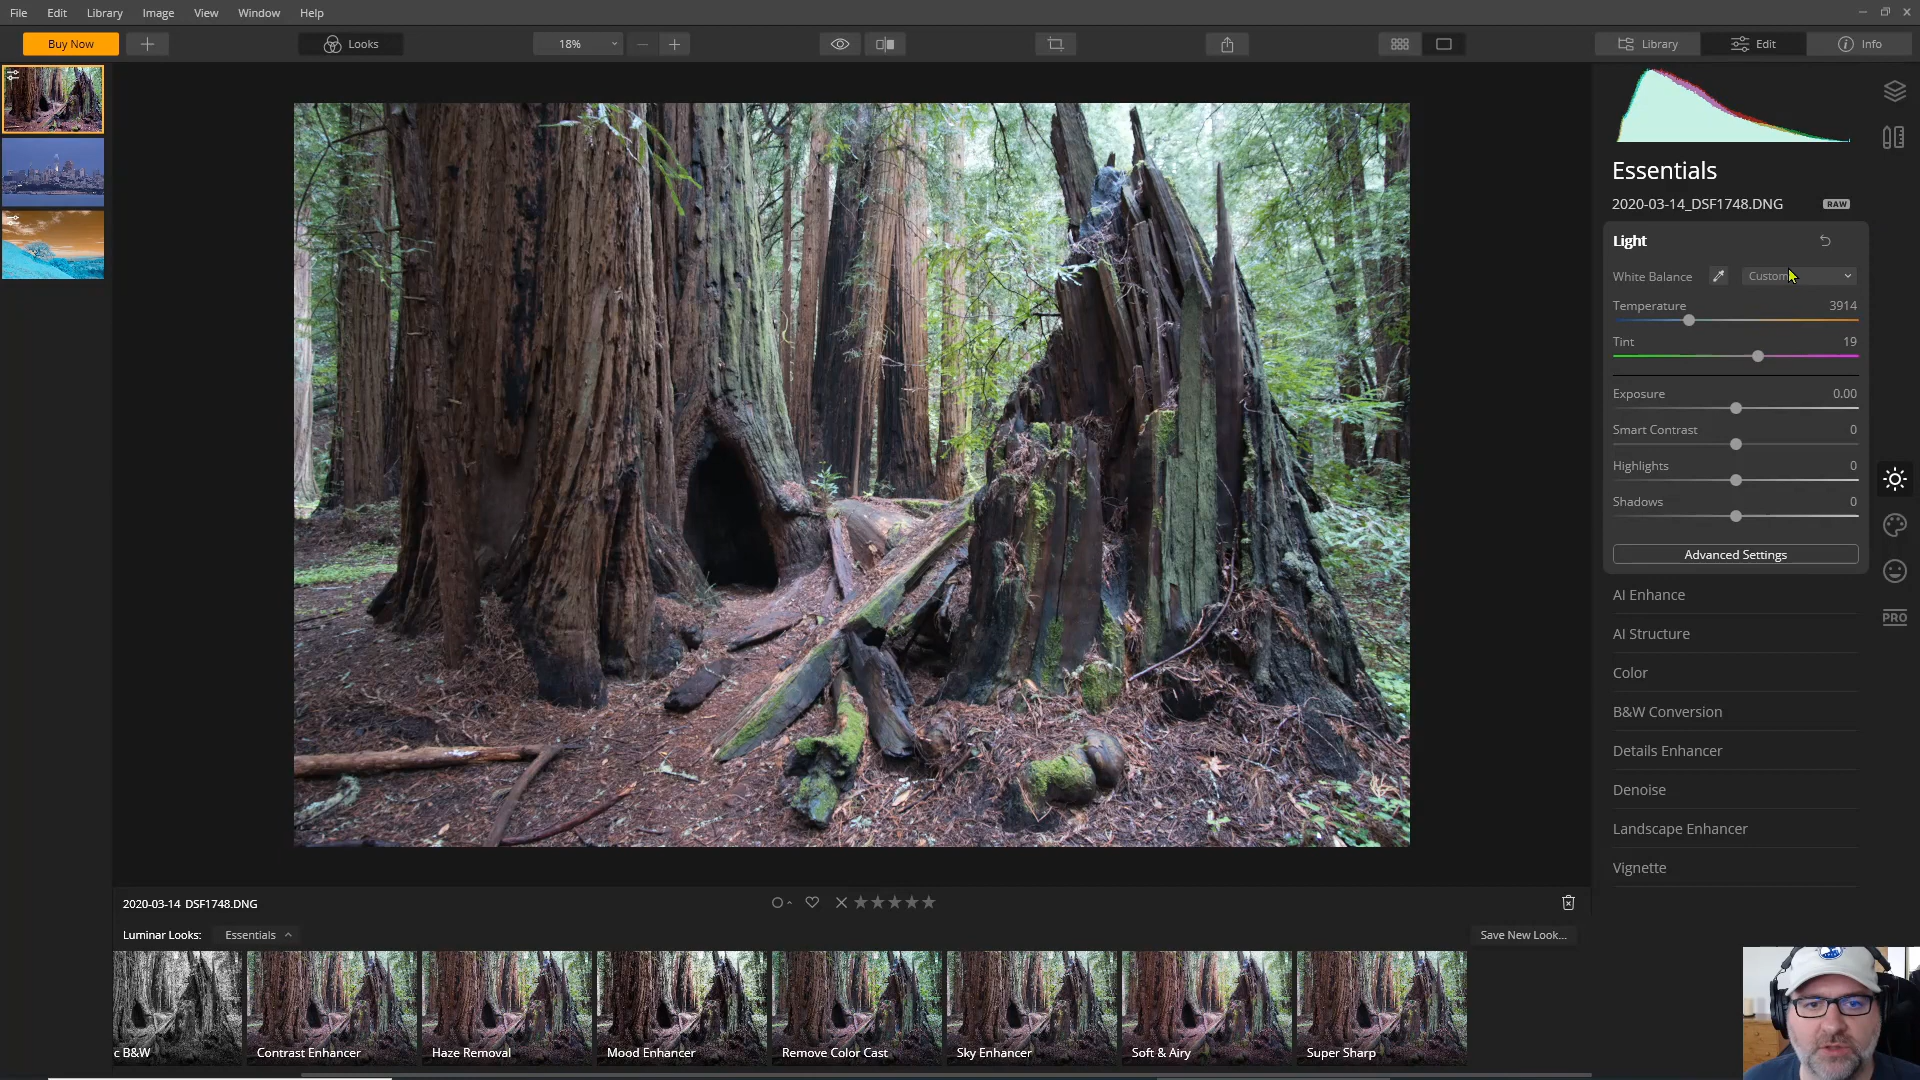 File Edit Library Image View Window Help
Buy Now Looks 18% Library Edit Info
Essentials
2020-03-14_DSF1748.DNG RAW
Light
White Balance Custom
Temperature 3914
Tint 19
Exposure 0.00
Smart Contrast 0
Highlights 0
Shadows 0
Advanced Settings
AI Enhance
AI Structure
PRO
Color
B&W Conversion
Details Enhancer
Denoise
Landscape Enhancer
Vignette
2020-03-14 DSF1748.DNG
Luminar Looks: Essentials Save New Look...
c B&W Contrast Enhancer Haze Removal Mood Enhancer Remove Color Cast Sky Enhancer Soft & Airy Super Sharp